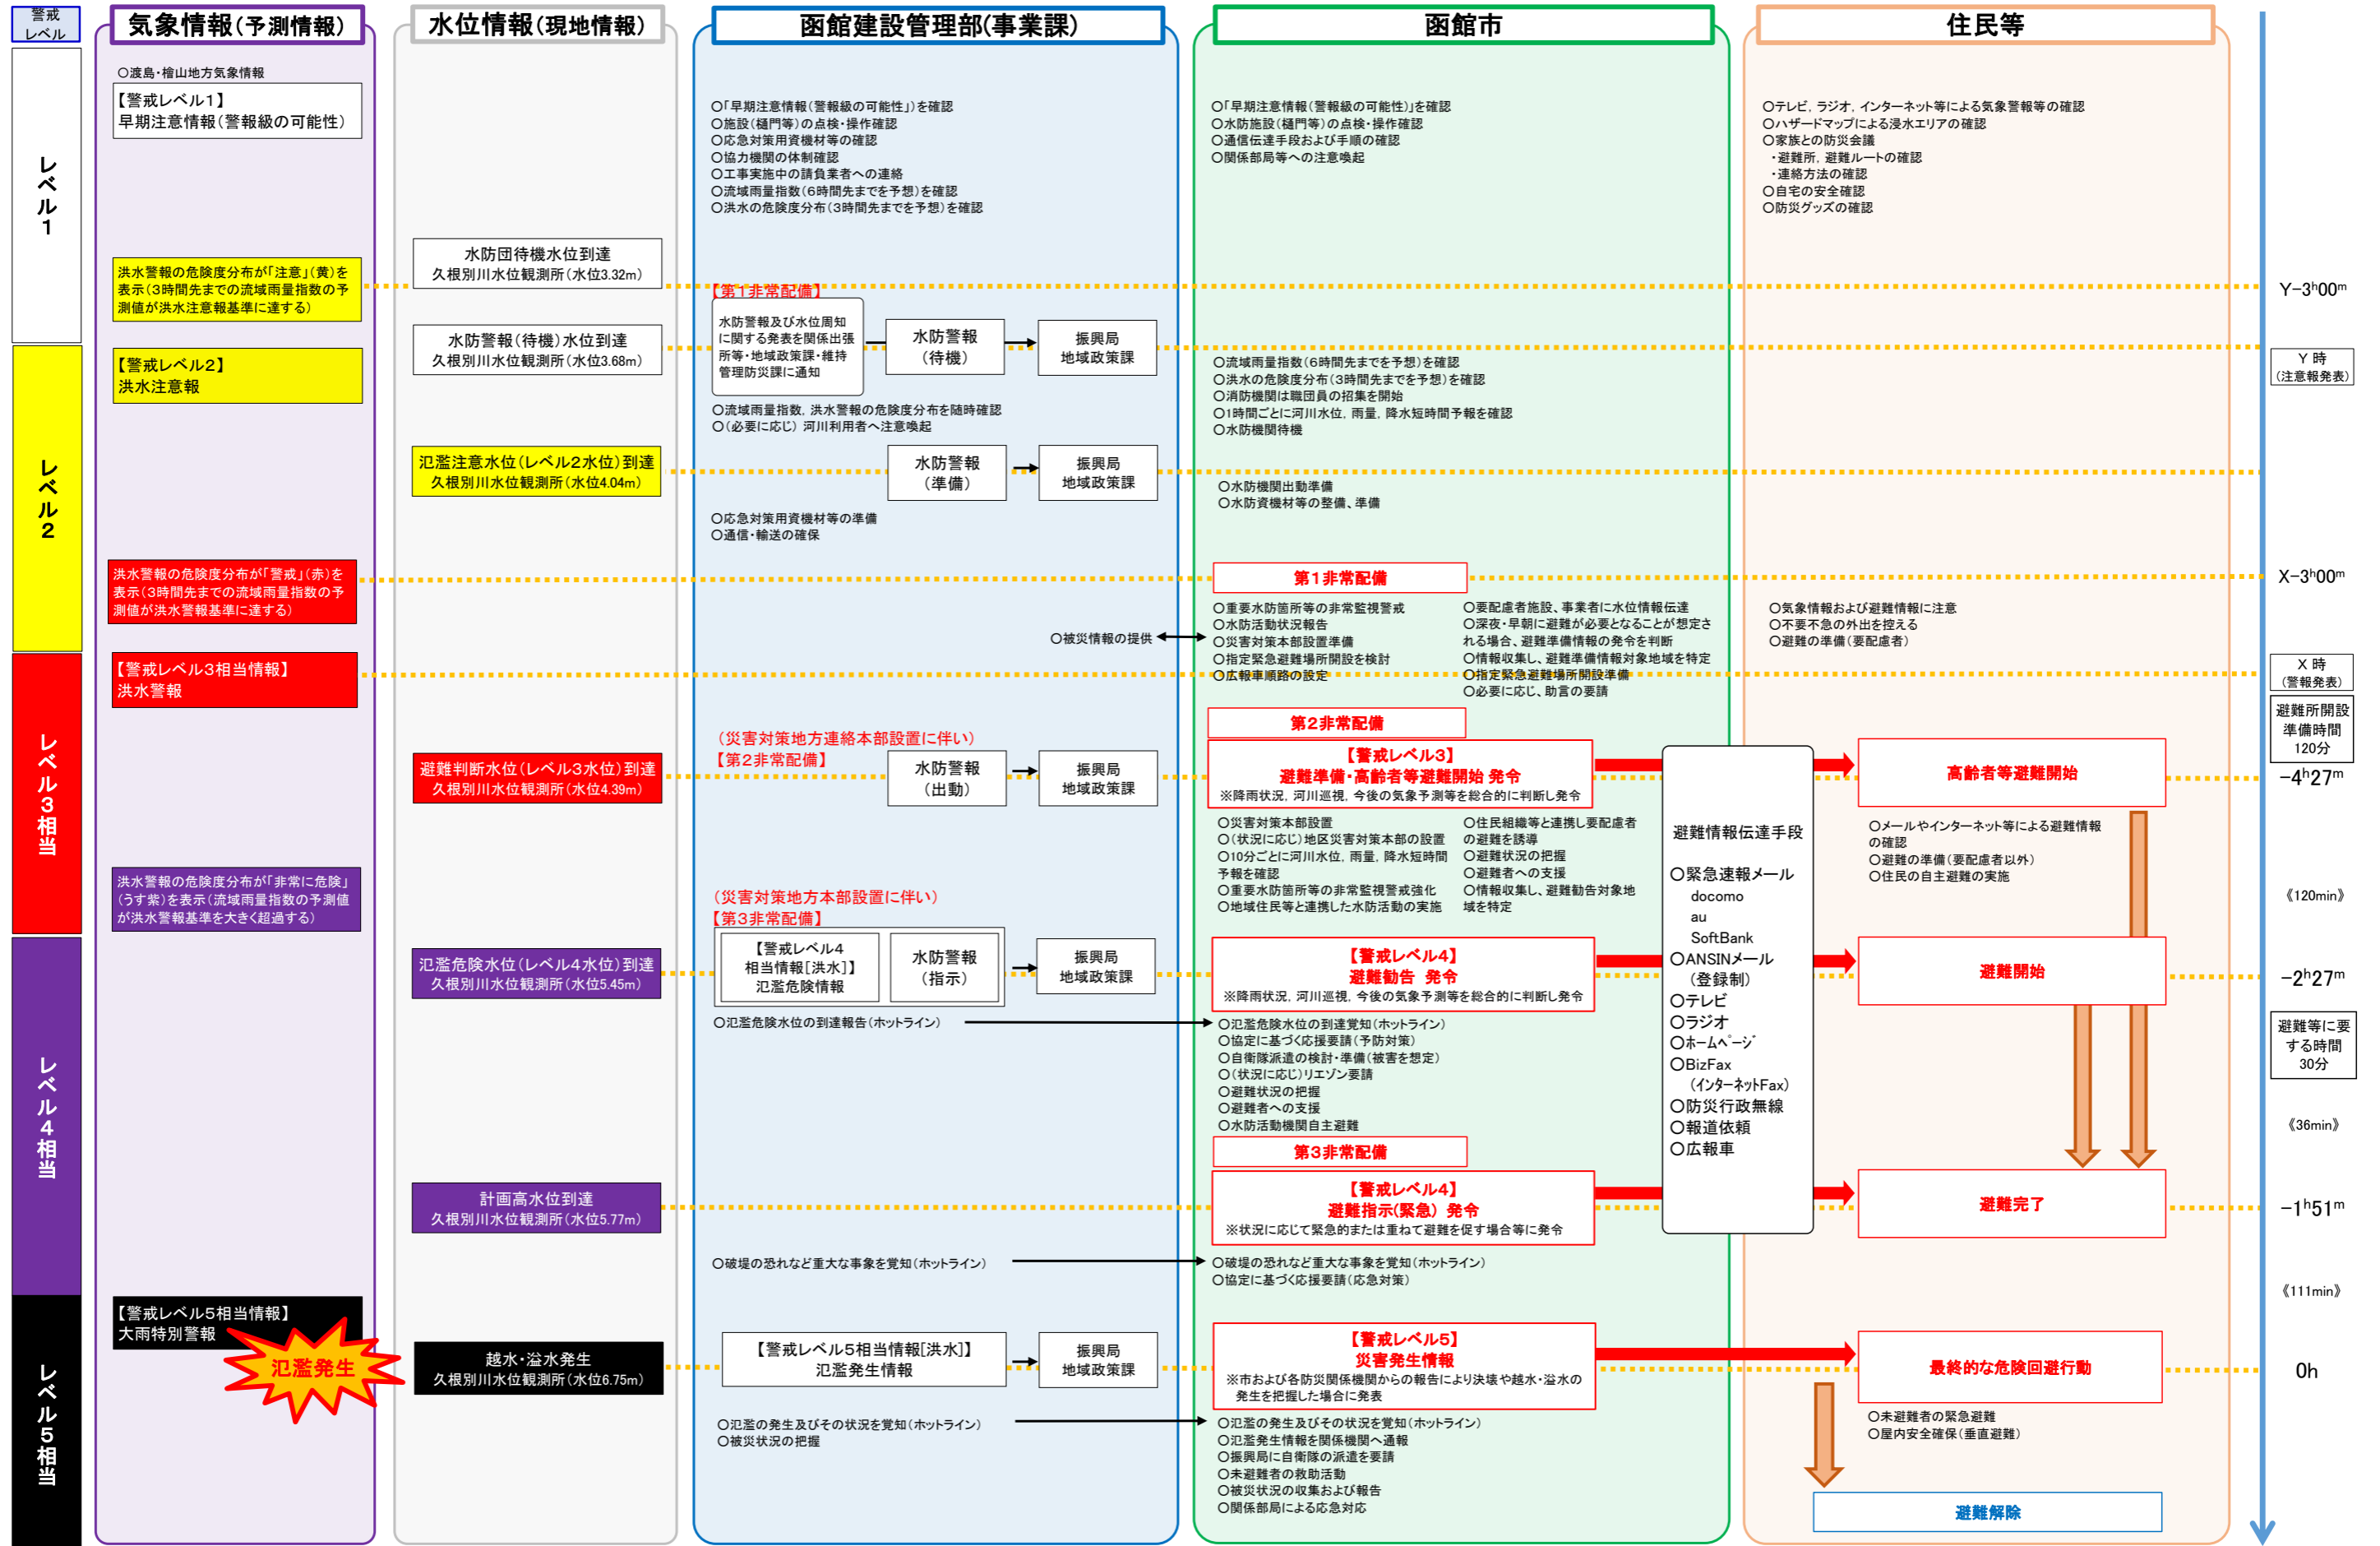 警戒
レベル
気象情報(予測情報)
水位情報(現地情報)
函館建設管理部(事業課)
函館市
住民等
レベル1
○渡島・檜山地方気象情報
【警戒レベル1】
早期注意情報(警報級の可能性)
○「早期注意情報(警報級の可能性」)を確認
○施設(樋門等)の点検・操作確認
○応急対策用資機材等の確認
○協力機関の体制確認
○工事実施中の請負業者への連絡
○流域雨量指数(6時間先までを予想)を確認
○洪水の危険度分布(3時間先までを予想)を確認
○「早期注意情報(警報級の可能性)」を確認
○水防施設(樋門等)の点検・操作確認
○通信伝達手段および手順の確認
○関係部局等への注意喚起
○テレビ,ラジオ,インターネット等による気象警報等の確認
○ハザードマップによる浸水エリアの確認
○家族との防災会議
・避難所,避難ルートの確認
・連絡方法の確認
○自宅の安全確認
○防災グッズの確認
洪水警報の危険度分布が「注意」(黄)を
表示(3時間先までの流域雨量指数の予
測値が洪水注意報基準に達する)
水防団待機水位到達
久根別川水位観測所(水位3.32m)
【第1非常配備】
Y-3h00m
水防警報及び水位周知
に関する発表を関係出張
所等・地域政策課・維持
管理防災課に通知
水防警報
(待機)
振興局
地域政策課
水防警報(待機)水位到達
久根別川水位観測所(水位3.68m)
レベル2
【警戒レベル2】
洪水注意報
○流域雨量指数,洪水警報の危険度分布を随時確認
○(必要に応じ) 河川利用者へ注意喚起
○流域雨量指数(6時間先までを予想)を確認
○洪水の危険度分布(3時間先までを予想)を確認
○消防機関は職団員の招集を開始
○1時間ごとに河川水位,雨量,降水短時間予報を確認
○水防機関待機
Y 時
(注意報発表)
氾濫注意水位(レベル2水位)到達
久根別川水位観測所(水位4.04m)
水防警報
(準備)
振興局
地域政策課
○水防機関出動準備
○水防資機材等の整備、準備
○応急対策用資機材等の準備
○通信・輸送の確保
洪水警報の危険度分布が「警戒」(赤)を
表示(3時間先までの流域雨量指数の予
測値が洪水警報基準に達する)
第1非常配備
X-3h00m
○被災情報の提供
○重要水防箇所等の非常監視警戒
○水防活動状況報告
○災害対策本部設置準備
○指定緊急避難場所開設を検討
○広報車順路の設定
○要配慮者施設、事業者に水位情報伝達
○深夜・早朝に避難が必要となることが想定さ
れる場合、避難準備情報の発令を判断
○情報収集し、避難準備情報対象地域を特定
○指定緊急避難場所開設準備
○必要に応じ、助言の要請
○気象情報および避難情報に注意
○不要不急の外出を控える
○避難の準備(要配慮者)
レベル3相当
【警戒レベル3相当情報】
洪水警報
X 時
(警報発表)
避難所開設
準備時間
120分
第2非常配備
(災害対策地方連絡本部設置に伴い)
【第2非常配備】
避難判断水位(レベル3水位)到達
久根別川水位観測所(水位4.39m)
水防警報
(出動)
振興局
地域政策課
【警戒レベル3】
避難準備・高齢者等避難開始 発令
※降雨状況,河川巡視,今後の気象予測等を総合的に判断し発令
高齢者等避難開始
-4h27m
○災害対策本部設置
○(状況に応じ)地区災害対策本部の設置
○10分ごとに河川水位,雨量,降水短時間
予報を確認
○重要水防箇所等の非常監視警戒強化
○地域住民等と連携した水防活動の実施
○住民組織等と連携し要配慮者
の避難を誘導
○避難状況の把握
○避難者への支援
○情報収集し、避難勧告対象地
域を特定
避難情報伝達手段
○緊急速報メール
docomo
au
SoftBank
○ANSINメール
(登録制)
○テレビ
○ラジオ
○ホームページ
○BizFax
(インターネットFax)
○防災行政無線
○報道依頼
○広報車
○メールやインターネット等による避難情報
の確認
○避難の準備(要配慮者以外)
○住民の自主避難の実施
《120min》
洪水警報の危険度分布が「非常に危険」
(うす紫)を表示(流域雨量指数の予測値
が洪水警報基準を大きく超過する)
(災害対策地方本部設置に伴い)
【第3非常配備】
レベル4相当
氾濫危険水位(レベル4水位)到達
久根別川水位観測所(水位5.45m)
【警戒レベル4
相当情報[洪水]】
氾濫危険情報
水防警報
(指示)
振興局
地域政策課
【警戒レベル4】
避難勧告 発令
※降雨状況,河川巡視,今後の気象予測等を総合的に判断し発令
避難開始
-2h27m
○氾濫危険水位の到達報告(ホットライン)
○氾濫危険水位の到達覚知(ホットライン)
○協定に基づく応援要請(予防対策)
○自衛隊派遣の検討・準備(被害を想定)
○(状況に応じ)リエゾン要請
○避難状況の把握
○避難者への支援
○水防活動機関自主避難
避難等に要
する時間
30分
《36min》
第3非常配備
計画高水位到達
久根別川水位観測所(水位5.77m)
【警戒レベル4】
避難指示(緊急) 発令
※状況に応じて緊急的または重ねて避難を促す場合等に発令
避難完了
-1h51m
○破堤の恐れなど重大な事象を覚知(ホットライン)
○破堤の恐れなど重大な事象を覚知(ホットライン)
○協定に基づく応援要請(応急対策)
《111min》
レベル5相当
【警戒レベル5相当情報】
大雨特別警報
氾濫発生
越水・溢水発生
久根別川水位観測所(水位6.75m)
【警戒レベル5相当情報[洪水]】
氾濫発生情報
振興局
地域政策課
【警戒レベル5】
災害発生情報
※市および各防災関係機関からの報告により決壊や越水・溢水の
発生を把握した場合に発表
最終的な危険回避行動
0h
○氾濫の発生及びその状況を覚知(ホットライン)
○被災状況の把握
○氾濫の発生及びその状況を覚知(ホットライン)
○氾濫発生情報を関係機関へ通報
○振興局に自衛隊の派遣を要請
○未避難者の救助活動
○被災状況の収集および報告
○関係部局による応急対応
○未避難者の緊急避難
○屋内安全確保(垂直避難)
避難解除